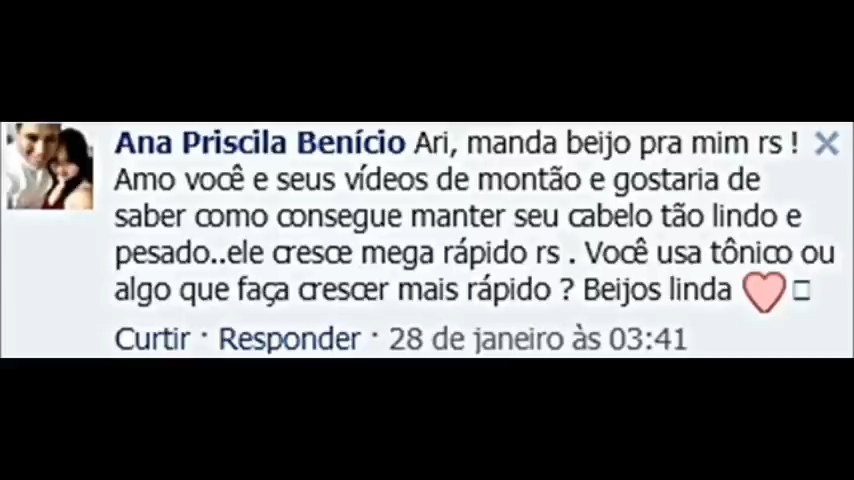 Ana Priscila Benício Ari, manda beijo pra mim rs !
Amo você e seus vídeos de montão e gostaria de
saber como consegue manter seu cabelo tão lindo e
pesado..ele cresce mega rápido rs . Você usa tônico ou
algo que faça crescer mais rápido ? Beijos linda
Curtir · Responder · 28 de janeiro às 03:41